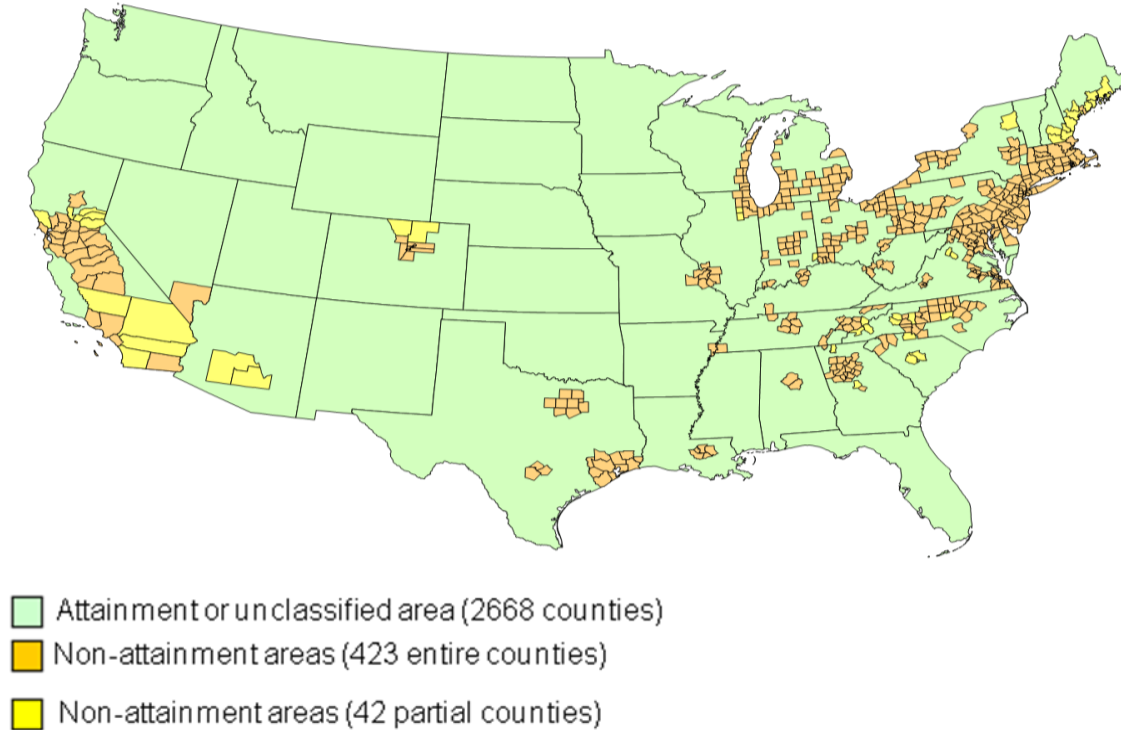 Attainment or unclassified area (2668 counties)
Non-attainment areas (423 entire counties)
Non-attainment areas (42 partial counties)